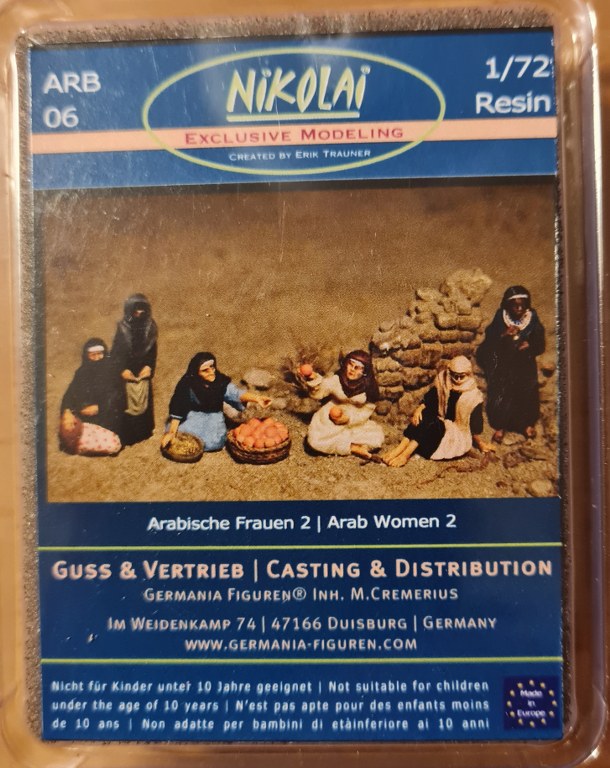 ARB
06
NiKOLAi
EXCLUSIVE MODELING
CREATED BY ERIK TRAUNER
1/72
Resin
Arabische Frauen 2 | Arab Women 2
GUSS & VERTRIEB | CASTING & DISTRIBUTION
GERMANIA FIGUREN® INH. M.CREMERIUS
IM WEIDENKAMP 74 | 47166 DUISBURG | GERMANY
WWW.GERMANIA-FIGUREN.COM
Nicht für Kinder unter 10 Jahre geeignet | Not suitable for children
under the age of 10 years | N'est pas apte pour des enfants moins
de 10 ans | Non adatte per bambini di etàinferiore ai 10 anni
Made
in
Europe